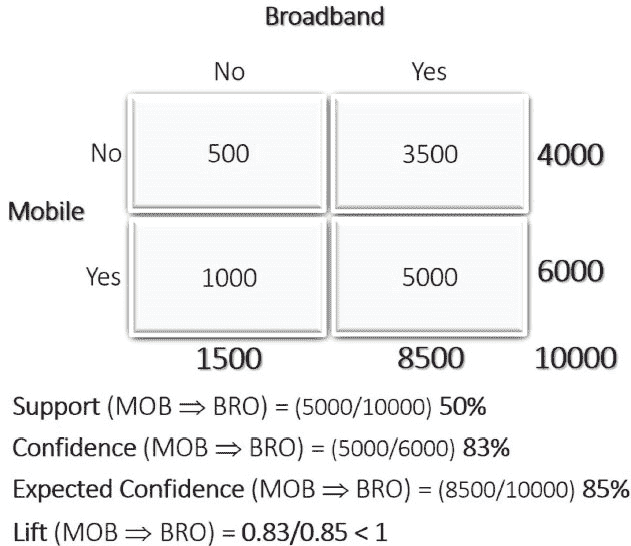 Broadband
No Yes
No 500 3500 4000
Mobile
Yes 1000 5000 6000
1500 8500 10000
Support (MOB ⇒ BRO) = (5000/10000) 50%
Confidence (MOB ⇒ BRO) = (5000/6000) 83%
Expected Confidence (MOB ⇒ BRO) = (8500/10000) 85%
Lift (MOB ⇒ BRO) = 0.83/0.85 < 1